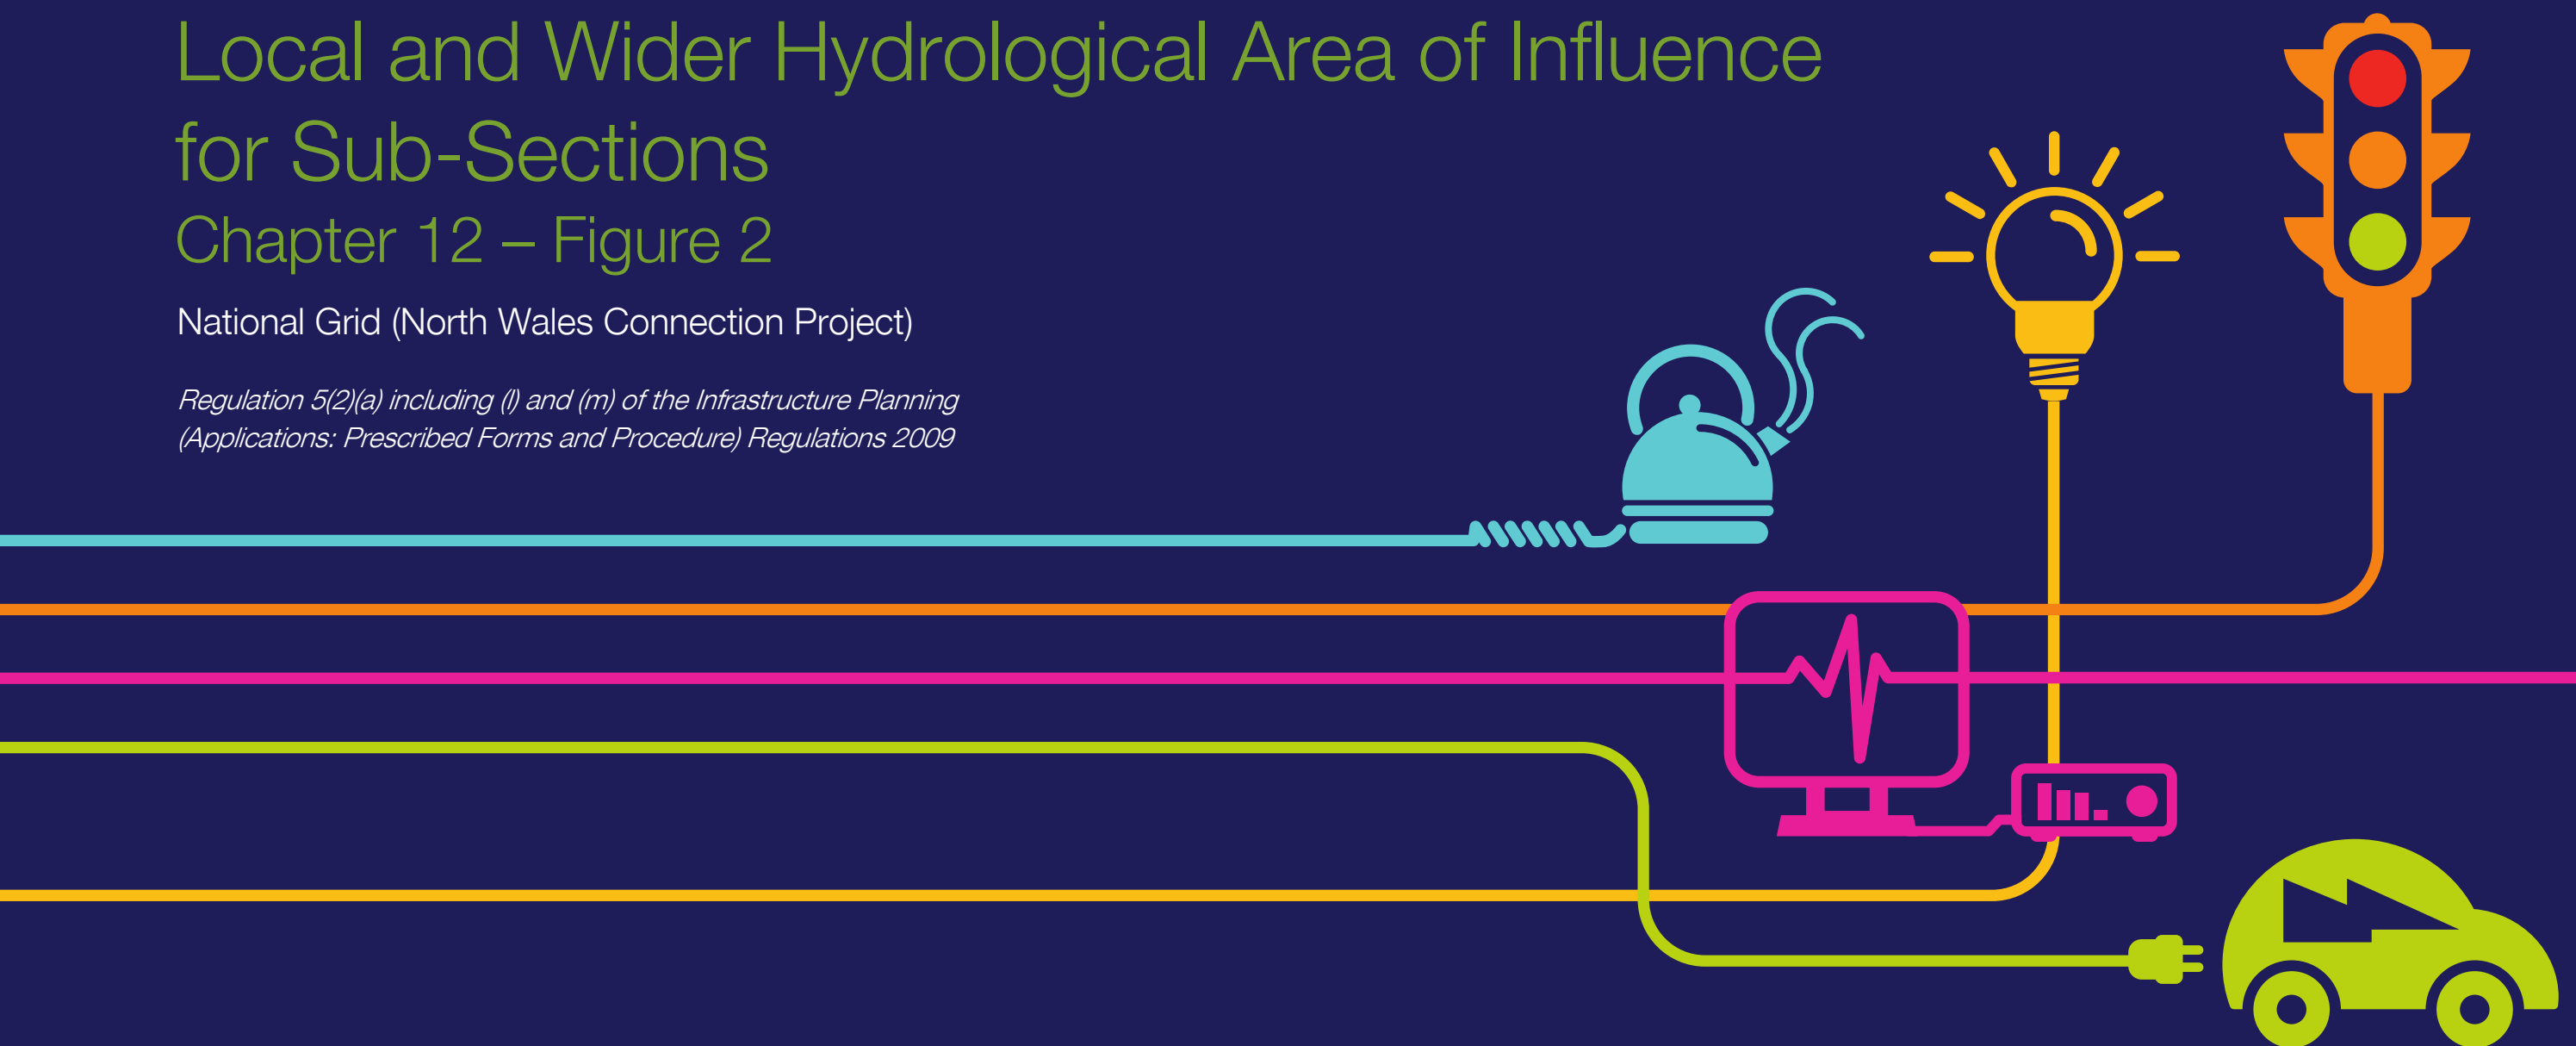 Local and Wider Hydrological Area of Influence
for Sub-Sections
Chapter 12 – Figure 2
National Grid (North Wales Connection Project)
Regulation 5(2)(a) including (l) and (m) of the Infrastructure Planning
(Applications: Prescribed Forms and Procedure) Regulations 2009